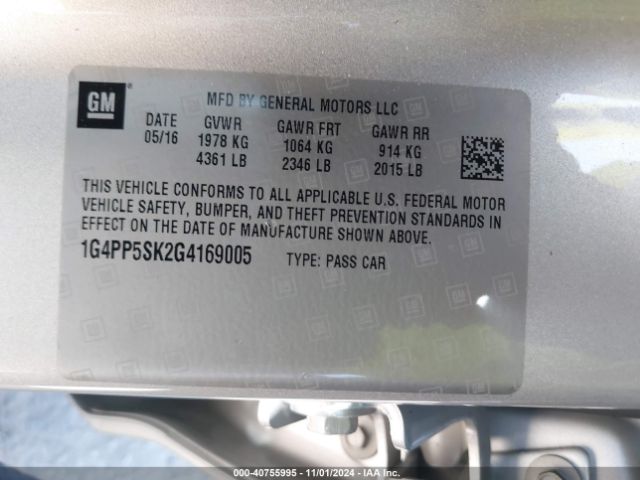 GM
MFD BY GENERAL MOTORS LLC
DATE GVWR GAWR FRT GAWR RR
05/16 1978 KG 1064 KG 914 KG
4361 LB 2346 LB 2015 LB
THIS VEHICLE CONFORMS TO ALL APPLICABLE U.S. FEDERAL MOTOR
VEHICLE SAFETY, BUMPER, AND THEFT PREVENTION STANDARDS IN
EFFECT ON THE DATE OF MANUFACTURE SHOWN ABOVE.
1G4PP5SK2G4169005 TYPE: PASS CAR
000-40755995 - 11/01/2024 - IAAI.com